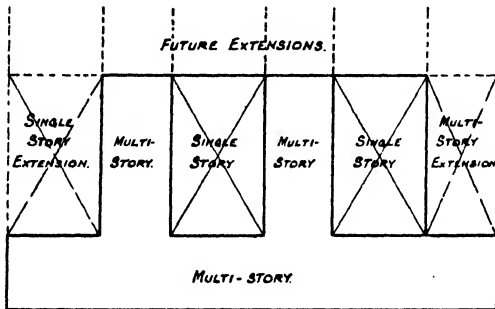 FUTURE EXTENSIONS.
SINGLE
STORY
EXTENSION.
MULTI-
STORY.
SINGLE
STORY
MULTI-
STORY
SINGLE
STORY
MULTI-
STORY
EXTENSION
MULTI-STORY.